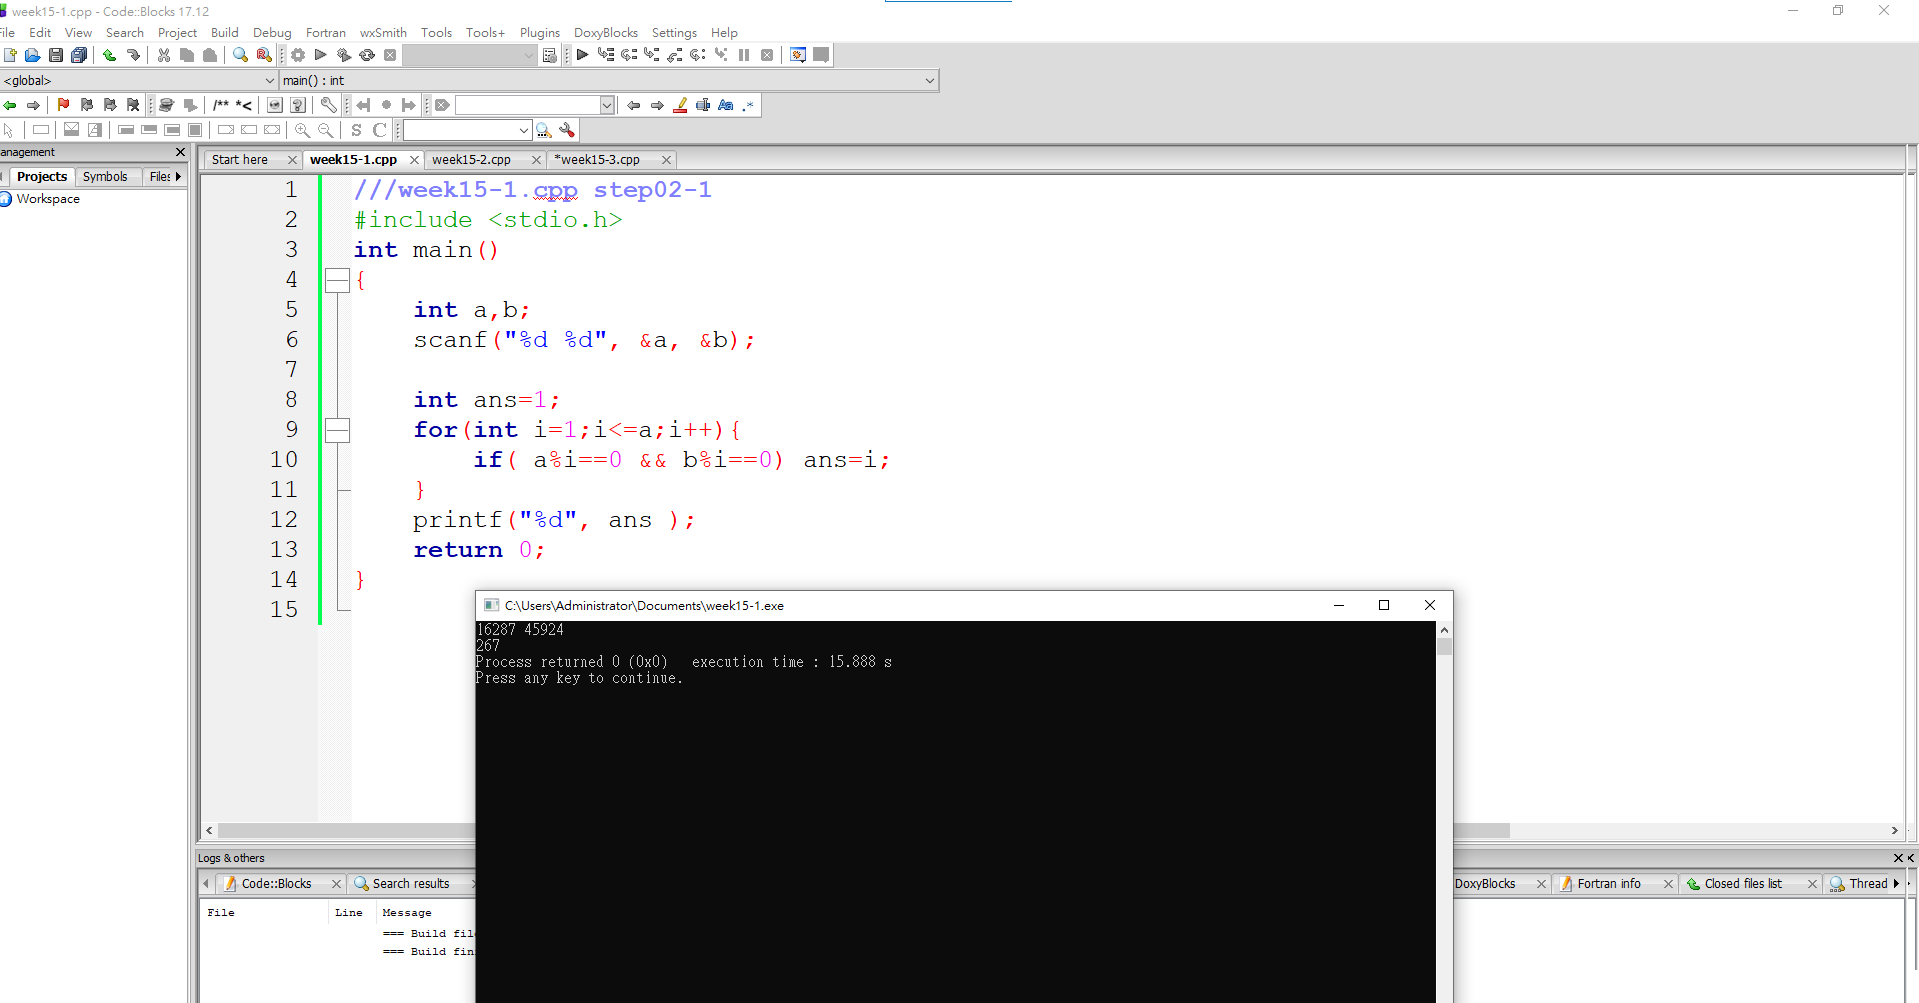 week15-1.cpp - Code::Blocks 17.12
File Edit View Search Project Build Debug Fortran wxSmith Tools Tools+ Plugins DoxyBlocks Settings Help
<global> main() : int
/** *<
S C
anagement
Projects Symbols Files
Workspace
Start here week15-1.cpp week15-2.cpp *week15-3.cpp
1 ///week15-1.cpp step02-1
2 #include <stdio.h>
3 int main()
4 {
5 int a,b;
6 scanf("%d %d", &a, &b);
7
8 int ans=1;
9 for(int i=1;i<=a;i++){
10 if( a%i==0 && b%i==0) ans=i;
11 }
12 printf("%d", ans );
13 return 0;
14 }
15
C:\Users\Administrator\Documents\week15-1.exe
16287 45924
267
Process returned 0 (0x0) execution time : 15.888 s
Press any key to continue.
Logs & others
Code::Blocks Search results DoxyBlocks Fortran info Closed files list Thread
File Line Message
=== Build fil
=== Build fin